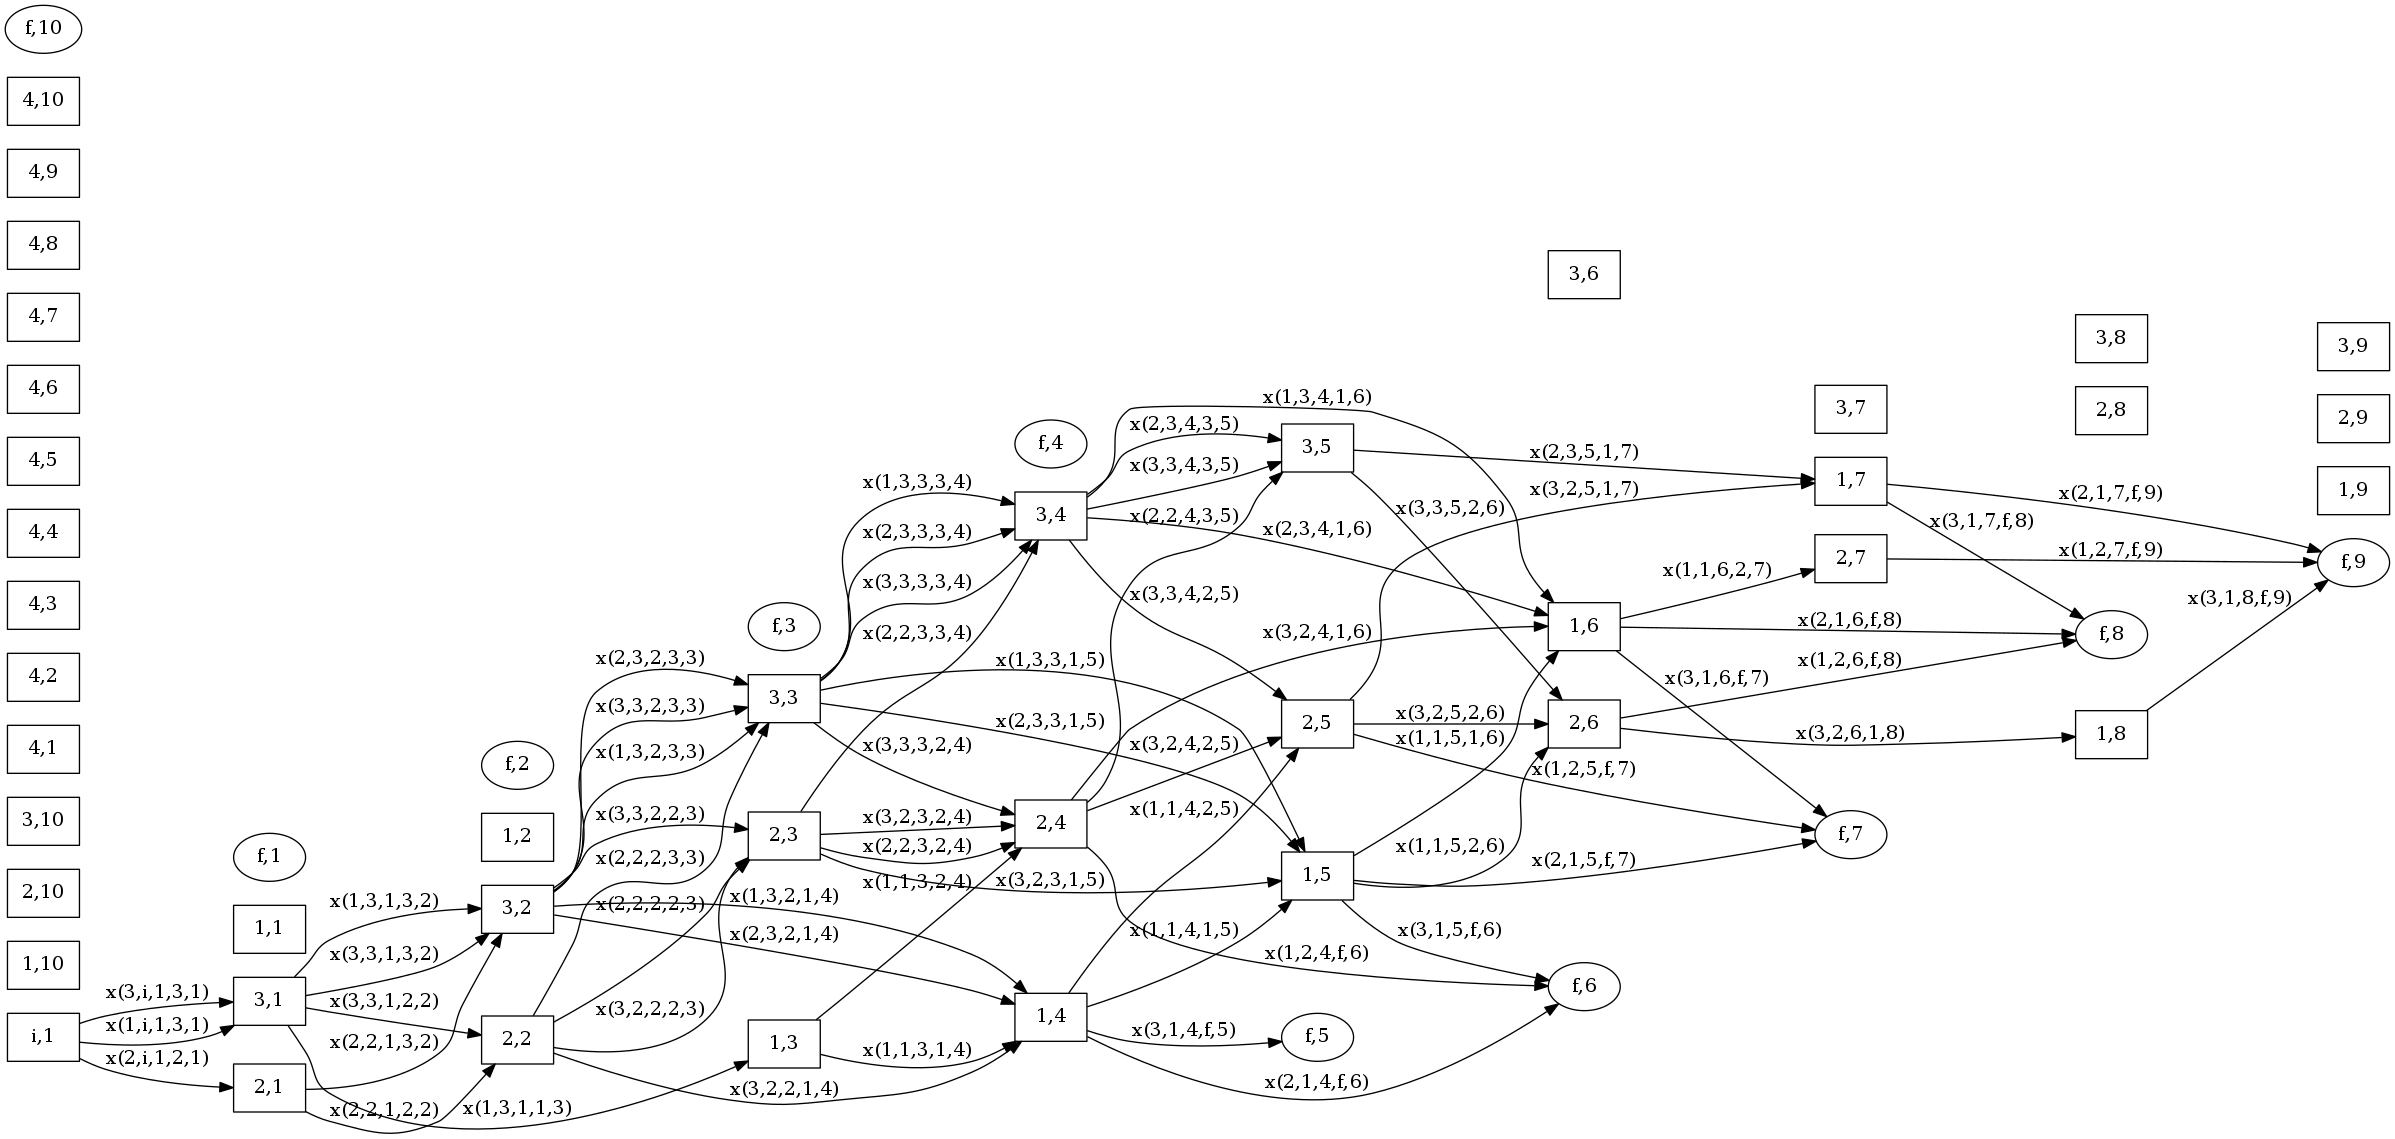 f,10
4,10
4,9
4,8
4,7
4,6
4,5
4,4
4,3
4,2
4,1
3,10
2,10
1,10
i,1
x(3,i,1,3,1)
x(1,i,1,3,1)
x(2,i,1,2,1)
f,1
1,1
3,1
2,1
x(1,3,1,3,2)
x(3,3,1,3,2)
x(3,3,1,2,2)
x(2,2,1,3,2)
x(2,2,1,2,2)
x(1,3,1,1,3)
f,2
1,2
3,2
2,2
x(2,3,2,3,3)
x(3,3,2,3,3)
x(1,3,2,3,3)
x(3,3,2,2,3)
x(2,2,2,3,3)
x(2,2,2,2,3)
x(3,2,2,2,3)
x(1,3,2,1,4)
x(2,3,2,1,4)
x(3,2,2,1,4)
f,3
3,3
2,3
1,3
x(1,3,3,3,4)
x(2,3,3,3,4)
x(3,3,3,3,4)
x(2,2,3,3,4)
x(3,3,3,2,4)
x(3,2,3,2,4)
x(2,2,3,2,4)
x(1,1,3,2,4)
x(1,1,3,1,4)
x(1,3,3,1,5)
x(2,3,3,1,5)
x(3,2,3,1,5)
f,4
3,4
2,4
1,4
x(2,3,4,3,5)
x(3,3,4,3,5)
x(2,2,4,3,5)
x(3,3,4,2,5)
x(3,2,4,2,5)
x(1,1,4,2,5)
x(1,1,4,1,5)
x(3,1,4,f,5)
x(1,3,4,1,6)
x(2,3,4,1,6)
x(3,2,4,1,6)
x(1,2,4,f,6)
x(2,1,4,f,6)
3,5
2,5
1,5
f,5
x(3,3,5,2,6)
x(3,2,5,2,6)
x(1,1,5,1,6)
x(1,1,5,2,6)
x(3,1,5,f,6)
x(2,3,5,1,7)
x(3,2,5,1,7)
x(1,2,5,f,7)
x(2,1,5,f,7)
3,6
1,6
2,6
f,6
x(1,1,6,2,7)
x(3,1,6,f,7)
x(2,1,6,f,8)
x(1,2,6,f,8)
x(3,2,6,1,8)
3,7
1,7
2,7
f,7
x(3,1,7,f,8)
x(2,1,7,f,9)
x(1,2,7,f,9)
3,8
2,8
f,8
1,8
x(3,1,8,f,9)
3,9
2,9
1,9
f,9